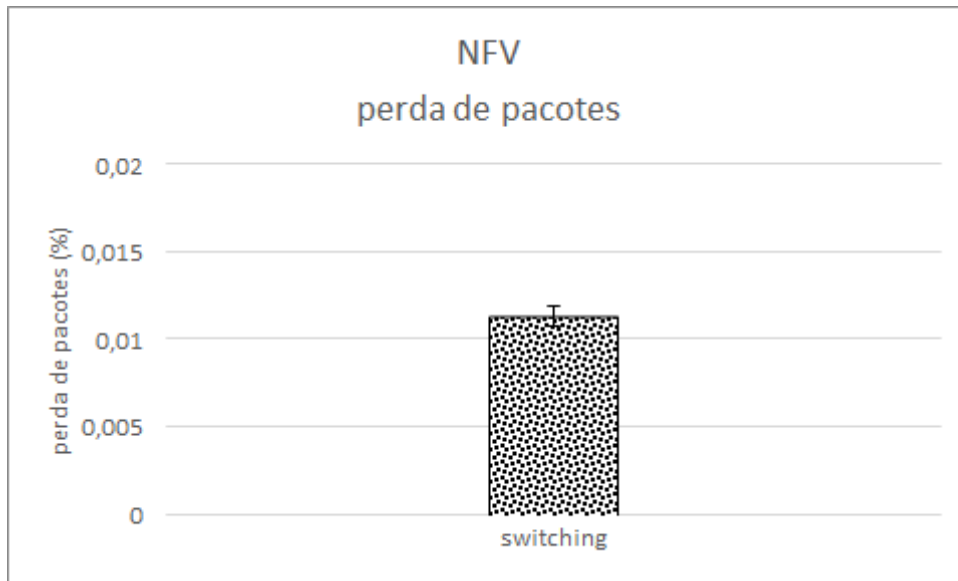 NFV
perda de pacotes
0,02
0,015
0,01
0,005
0
perda de pacotes (%)
switching